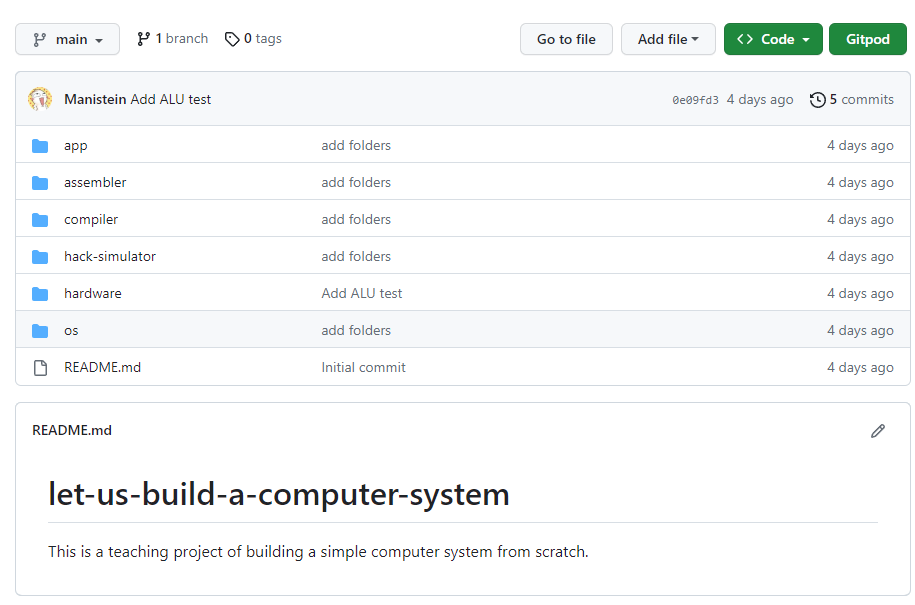 main 1 branch 0 tags Go to file Add file Code Gitpod
Manistein Add ALU test 0e09fd3 4 days ago 5 commits
app add folders 4 days ago
assembler add folders 4 days ago
compiler add folders 4 days ago
hack-simulator add folders 4 days ago
hardware Add ALU test 4 days ago
os add folders 4 days ago
README.md Initial commit 4 days ago
README.md
let-us-build-a-computer-system
This is a teaching project of building a simple computer system from scratch.